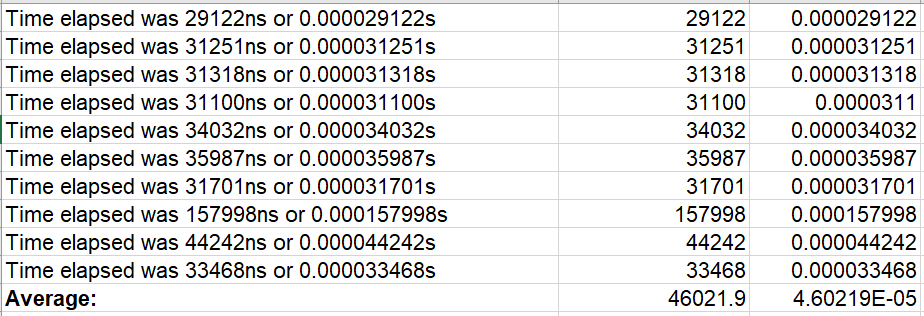 Time elapsed was 29122ns or 0.000029122s 29122 0.000029122
Time elapsed was 31251ns or 0.000031251s 31251 0.000031251
Time elapsed was 31318ns or 0.000031318s 31318 0.000031318
Time elapsed was 31100ns or 0.000031100s 31100 0.0000311
Time elapsed was 34032ns or 0.000034032s 34032 0.000034032
Time elapsed was 35987ns or 0.000035987s 35987 0.000035987
Time elapsed was 31701ns or 0.000031701s 31701 0.000031701
Time elapsed was 157998ns or 0.000157998s 157998 0.000157998
Time elapsed was 44242ns or 0.000044242s 44242 0.000044242
Time elapsed was 33468ns or 0.000033468s 33468 0.000033468
Average: 46021.9 4.60219E-05